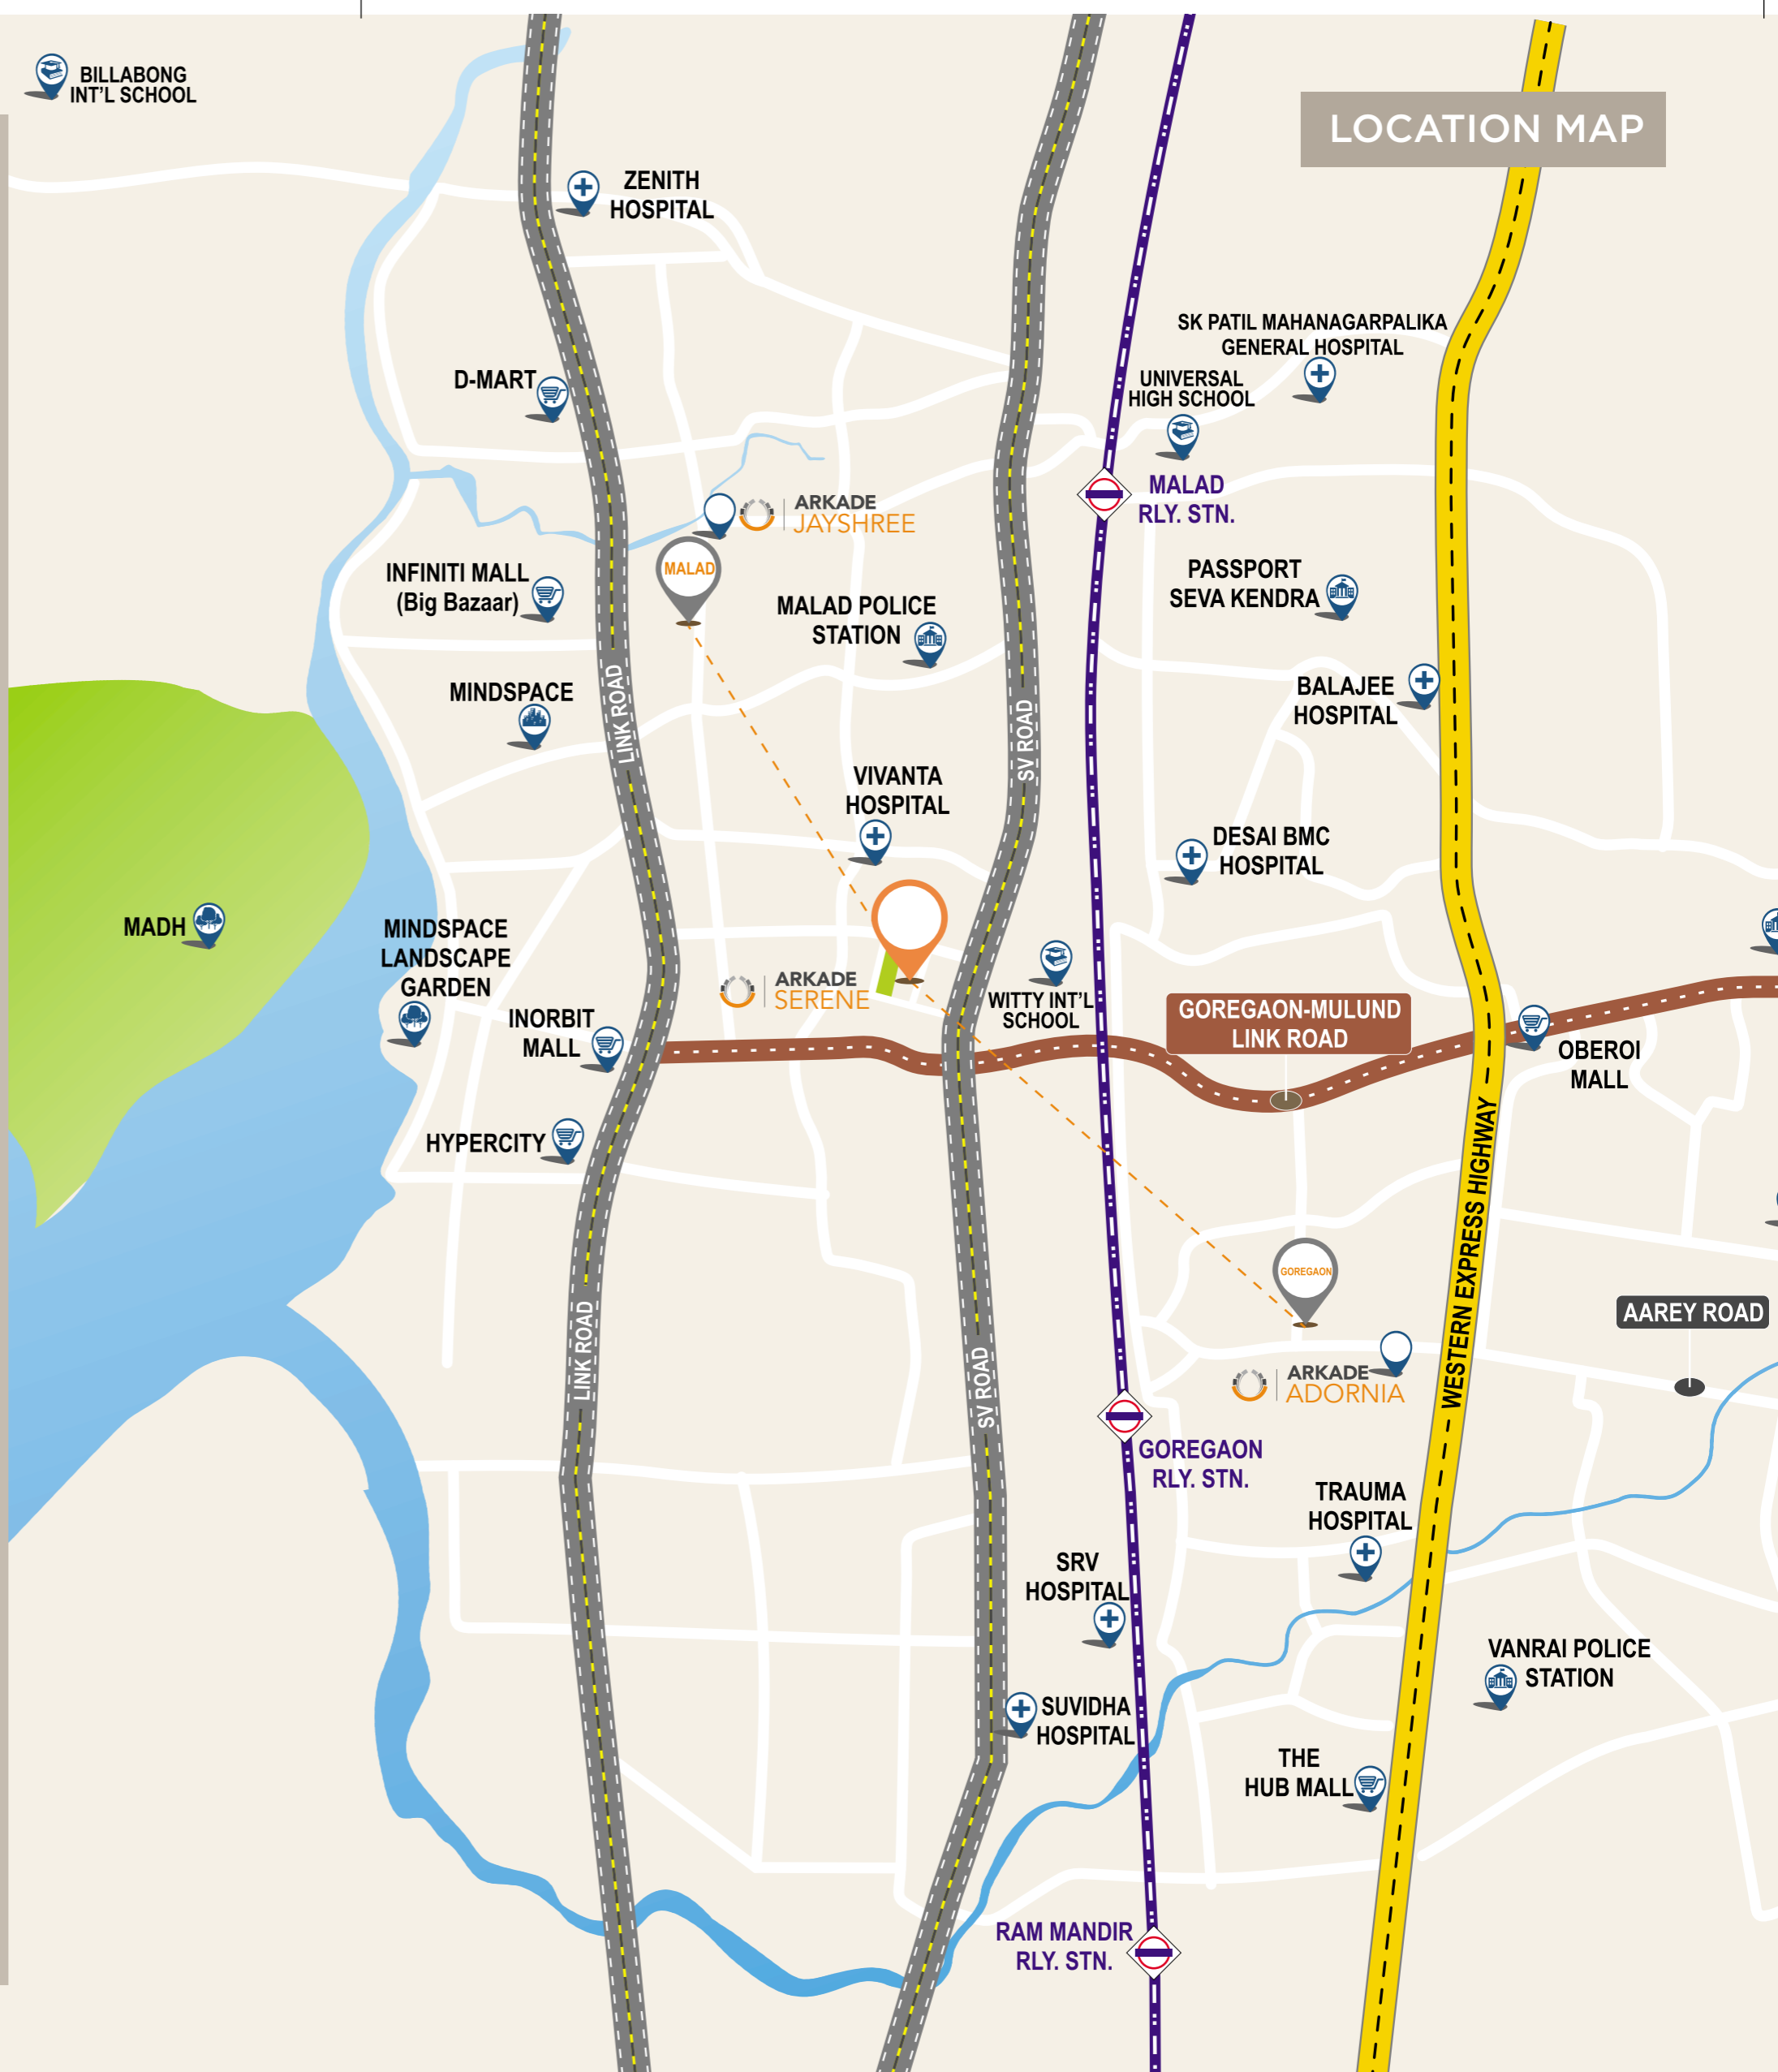 BILLABONG
INT'L SCHOOL
LOCATION MAP
ZENITH
HOSPITAL
SK PATIL MAHANAGARPALIKA
GENERAL HOSPITAL
D-MART
UNIVERSAL
HIGH SCHOOL
MALAD
RLY. STN.
ARKADE
JAYSHREE
MALAD
INFINITI MALL
(Big Bazaar)
PASSPORT
SEVA KENDRA
MALAD POLICE
STATION
MINDSPACE
LINK ROAD
SV ROAD
BALAJEE
HOSPITAL
VIVANTA
HOSPITAL
DESAI BMC
HOSPITAL
MADH
MINDSPACE
LANDSCAPE
GARDEN
ARKADE
SERENE
WITTY INT'L
SCHOOL
GOREGAON-MULUND
LINK ROAD
INORBIT
MALL
OBEROI
MALL
HYPERCITY
WESTERN EXPRESS HIGHWAY
GOREGAON
AAREY ROAD
LINK ROAD
SV ROAD
ARKADE
ADORNIA
GOREGAON
RLY. STN.
TRAUMA
HOSPITAL
SRV
HOSPITAL
VANRAI POLICE
STATION
SUVIDHA
HOSPITAL
THE
HUB MALL
RAM MANDIR
RLY. STN.